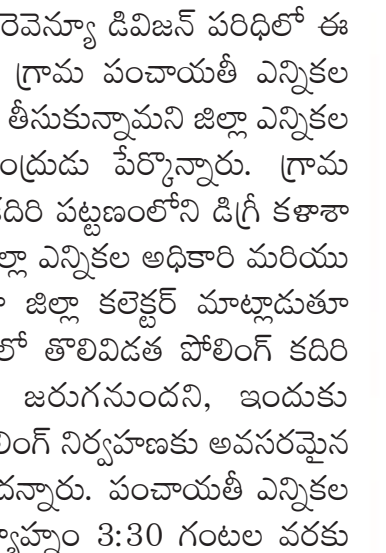 రెవెన్యూ డివిజన్ పరిధిలో ఈ
గ్రామ పంచాయతీ ఎన్నికల
తీసుకున్నామని జిల్లా ఎన్నికల
పేర్కొన్నారు. గ్రామ
పట్టణంలోని డిగ్రీ కళాశా
ఎన్నికల అధికారి మరియు
జిల్లా కలెక్టర్ మాట్లాడుతూ
లో తొలివిడత పోలింగ్ కదిరి
జరుగనుందని, ఇందుకు
నిర్వహణకు అవసరమైన
పంచాయతీ ఎన్నికల
3:30 గంటల వరకు